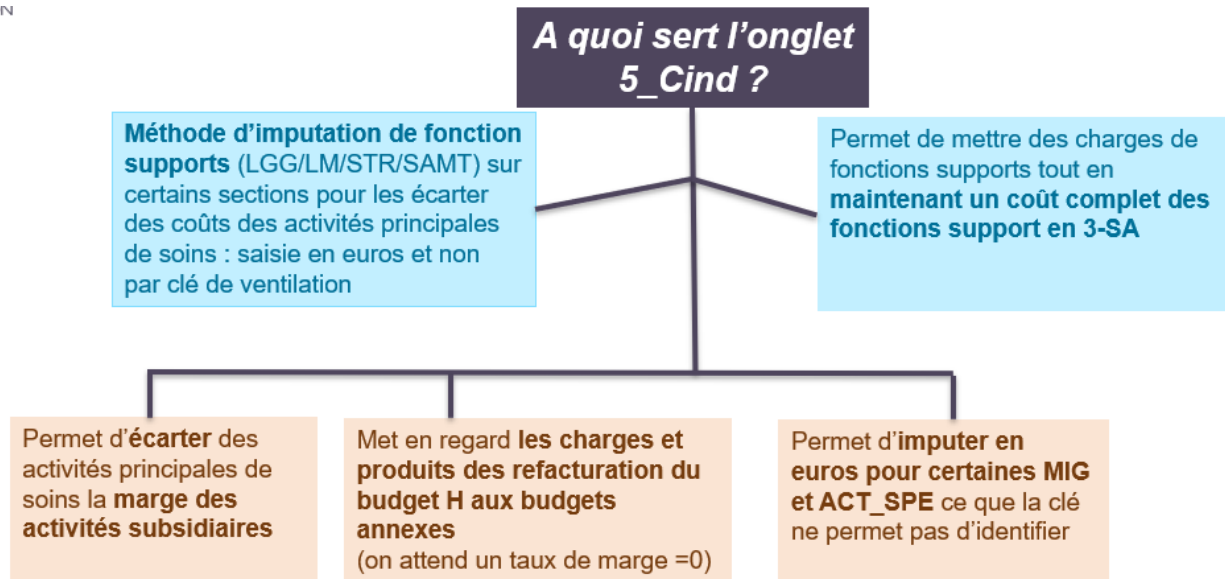 N
A quoi sert l’onglet
5_Cind ?
Méthode d’imputation de fonction
supports (LGG/LM/STR/SAMT) sur
certains sections pour les écarter
des coûts des activités principales
de soins : saisie en euros et non
par clé de ventilation
Permet de mettre des charges de
fonctions supports tout en
maintenant un coût complet des
fonctions support en 3-SA
Permet d’écarter des
activités principales de
soins la marge des
activités subsidiaires
Met en regard les charges et
produits des refacturation du
budget H aux budgets
annexes
(on attend un taux de marge =0)
Permet d’imputer en
euros pour certaines MIG
et ACT_SPE ce que la clé
ne permet pas d’identifier